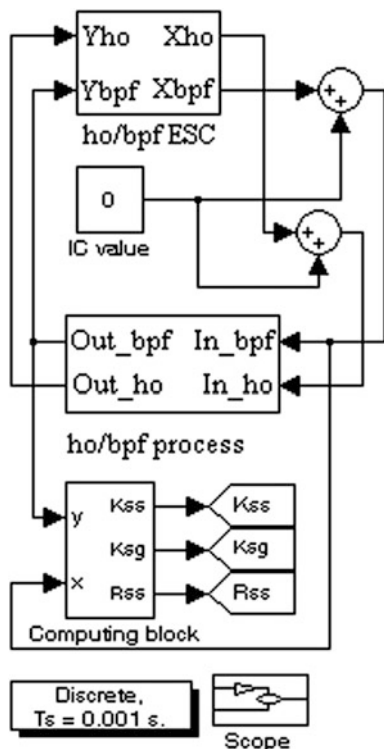 Yho Xho
Ybpf Xbpf
+
+
ho/bpf ESC
0
IC value
+
+
Out_bpf In_bpf
Out_ho In_ho
ho/bpf process
y Kss Kss
Ksg Ksg
x Rss Rss
Computing block
Discrete,
Ts = 0.001 s.
Scope